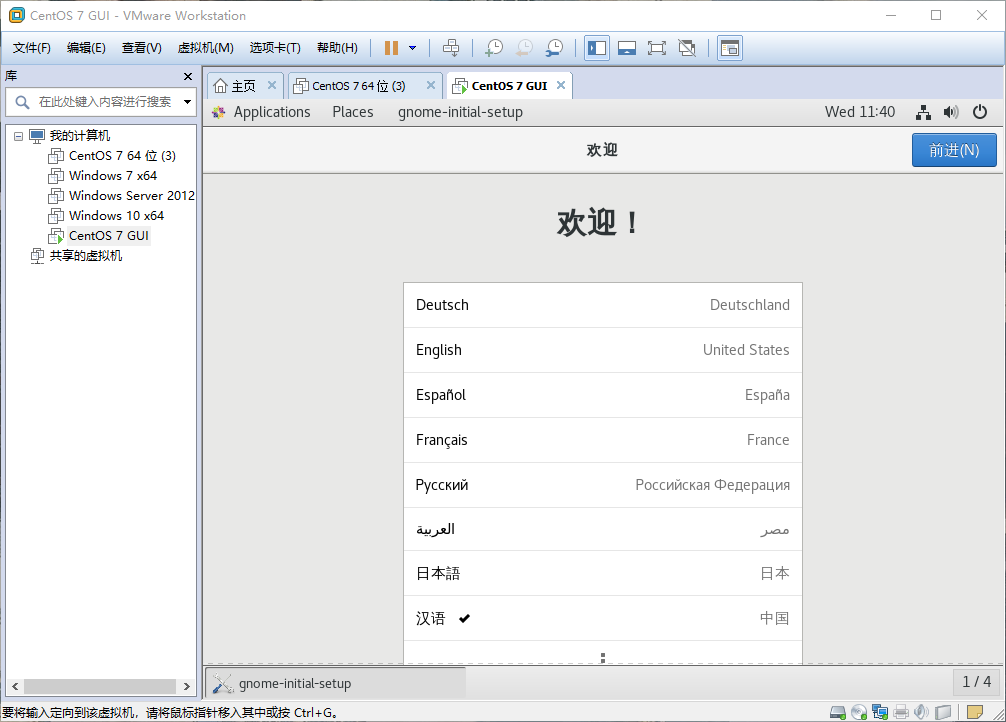 CentOS 7 GUI - VMware Workstation
文件(F) 编辑(E) 查看(V) 虚拟机(M) 选项卡(T) 帮助(H)
库
在此处键入内容进行搜索
我的计算机
CentOS 7 64 位 (3)
Windows 7 x64
Windows Server 2012
Windows 10 x64
CentOS 7 GUI
共享的虚拟机
主页 CentOS 7 64 位 (3) CentOS 7 GUI
Applications Places gnome-initial-setup Wed 11:40
欢迎 前进(N)
欢迎！
Deutsch Deutschland
English United States
Español España
Français France
Русский Российская Федерация
العربية مصر
日本語 日本
汉语 中国
gnome-initial-setup 1 / 4
要将输入定向到该虚拟机，请将鼠标指针移入其中或按 Ctrl+G。